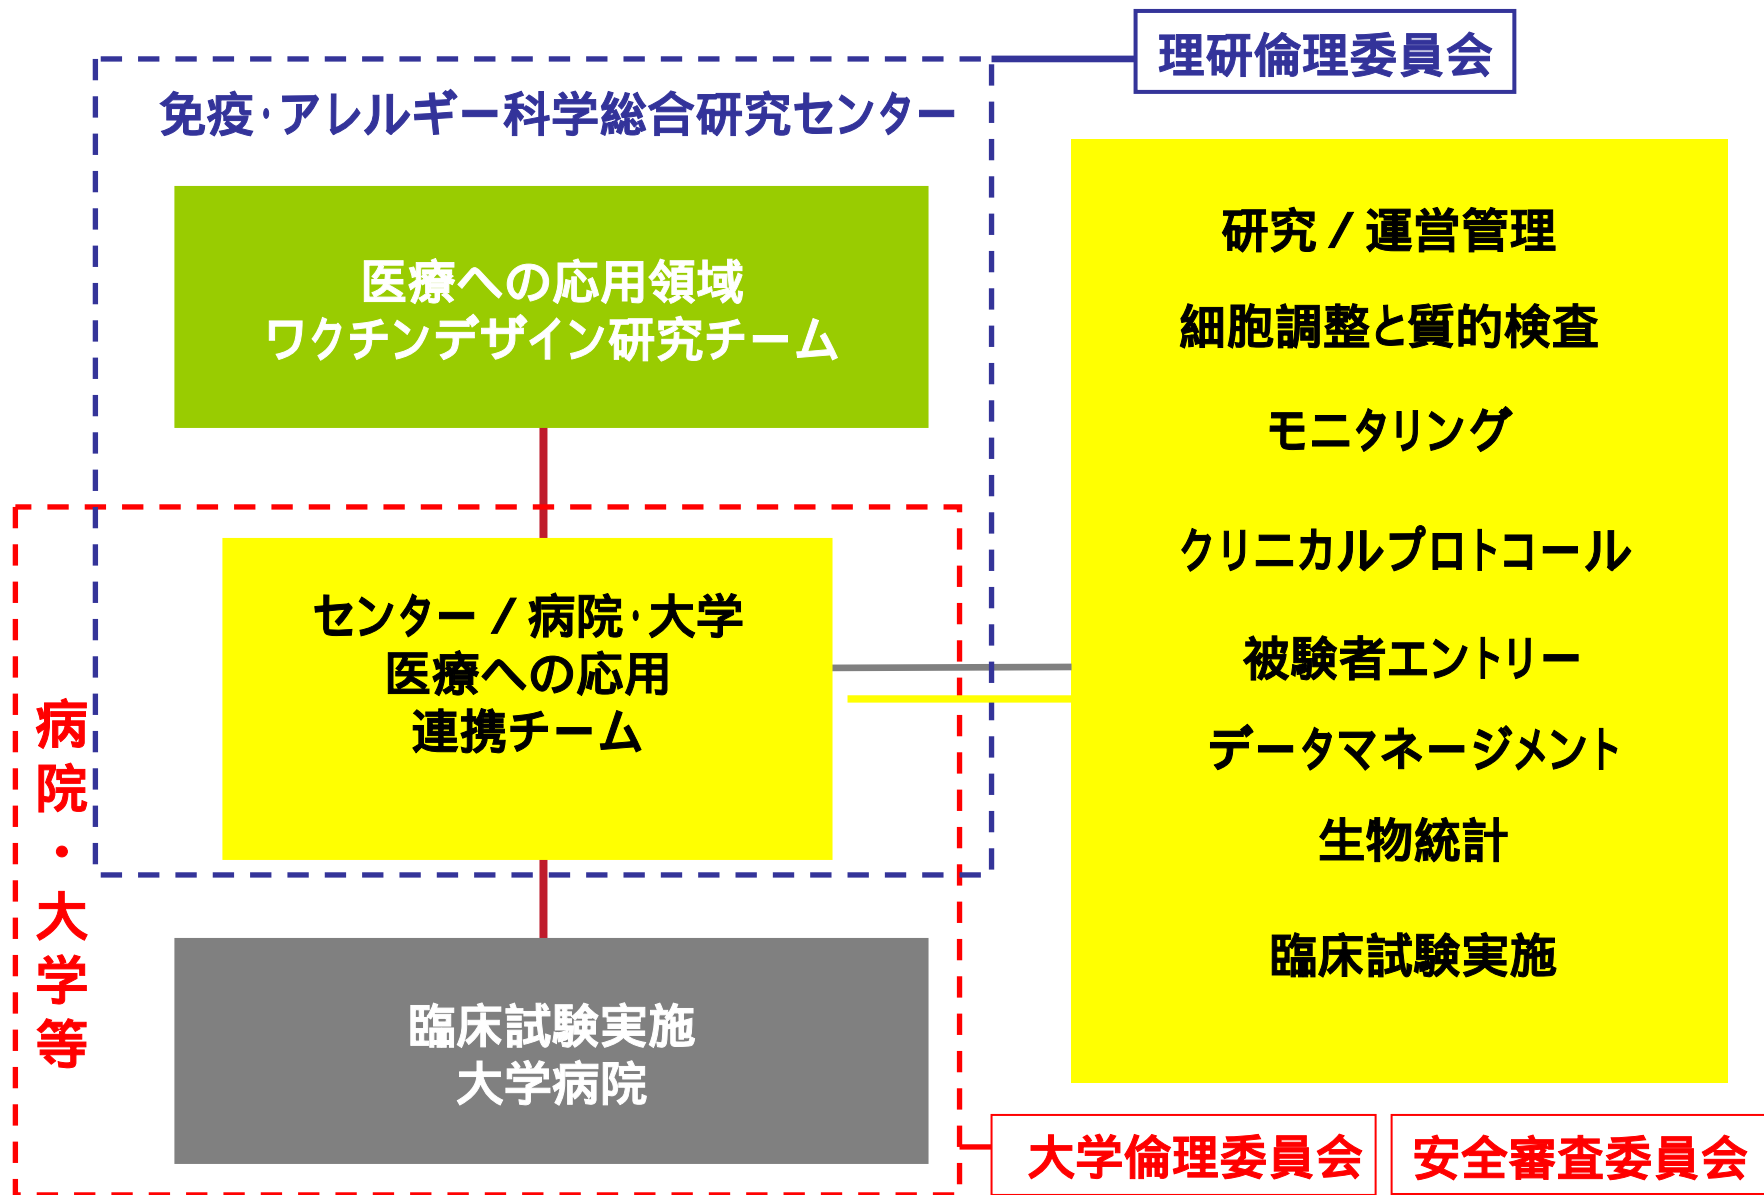 理研倫理委員会
免疫・アレルギー科学総合研究センター
医療への応用領域
ワクチンデザイン研究チーム
センター / 病院・大学
医療への応用
連携チーム
病院・大学等
臨床試験実施
大学病院
研究 / 運営管理
細胞調整と質的検査
モニタリング
クリニカルプロトコール
被験者エントリー
データマネージメント
生物統計
臨床試験実施
大学倫理委員会
安全審査委員会